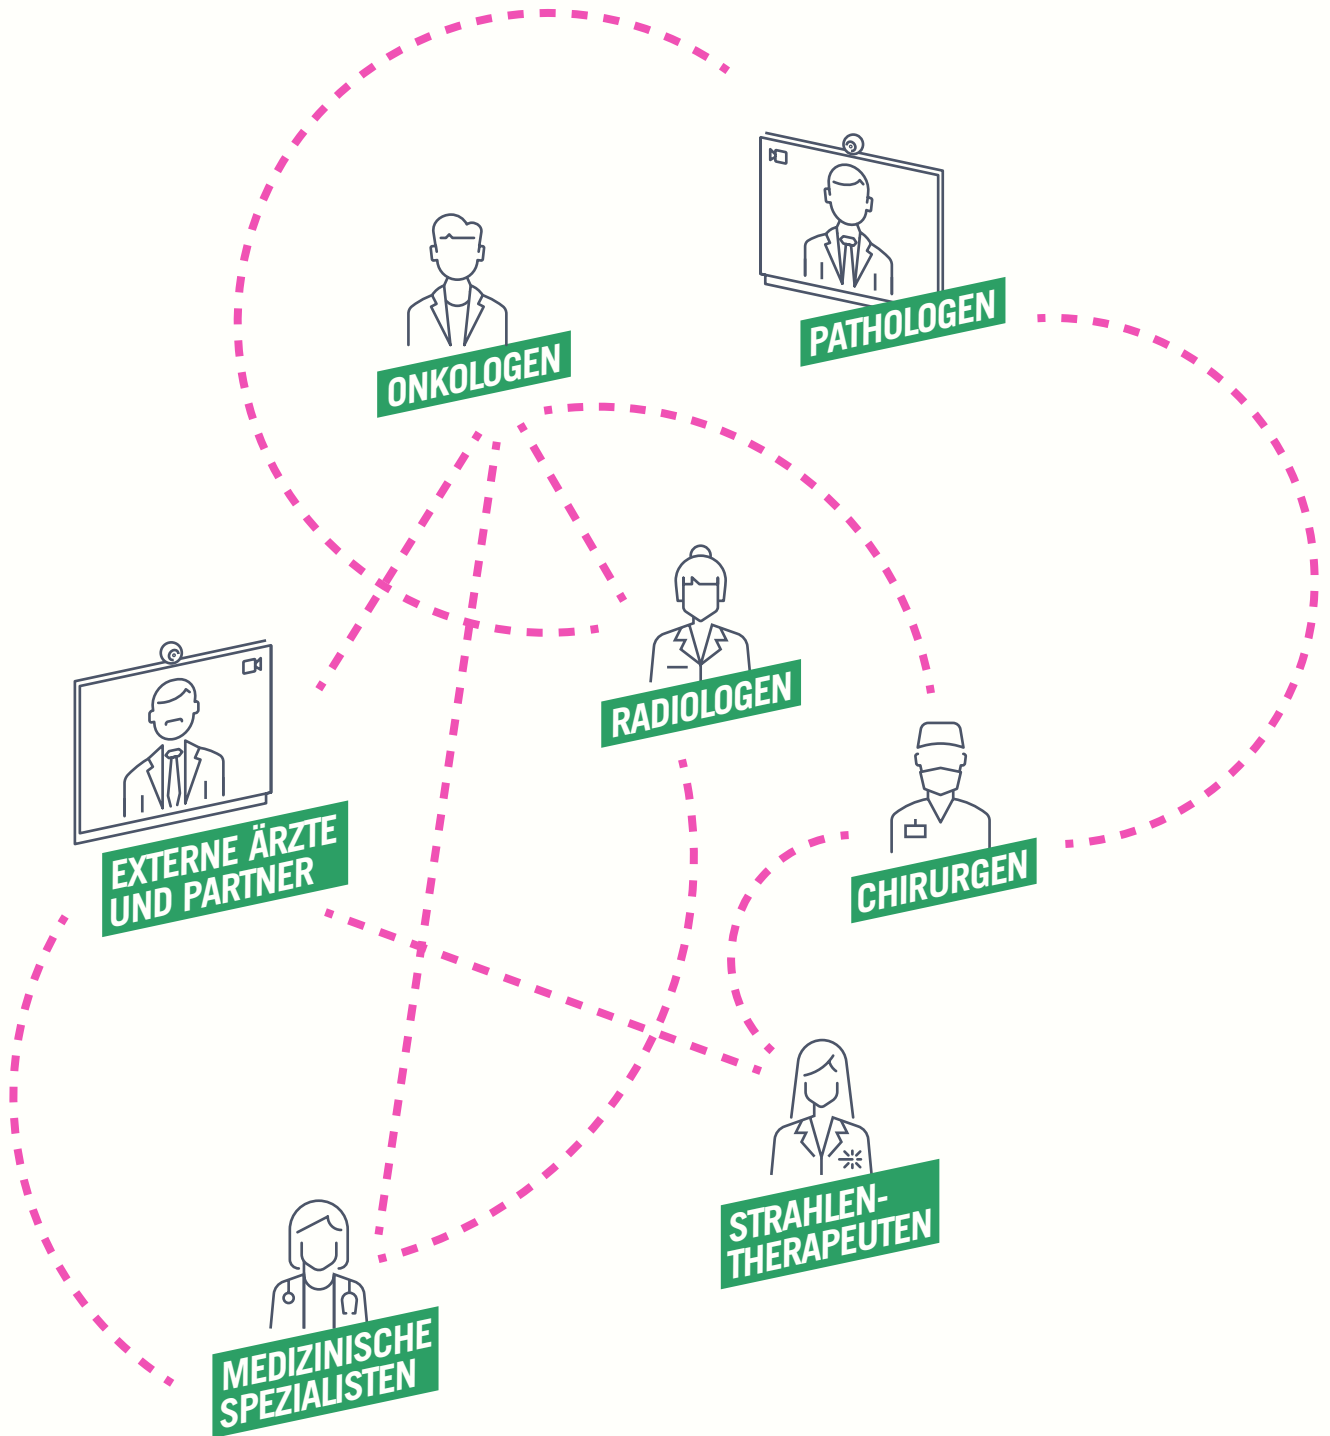 PATHOLOGEN
ONKOLOGEN
RADIOLOGEN
EXTERNE ÄRZTE
UND PARTNER
CHIRURGEN
STRAHLEN-
THERAPEUTEN
MEDIZINISCHE
SPEZIALISTEN